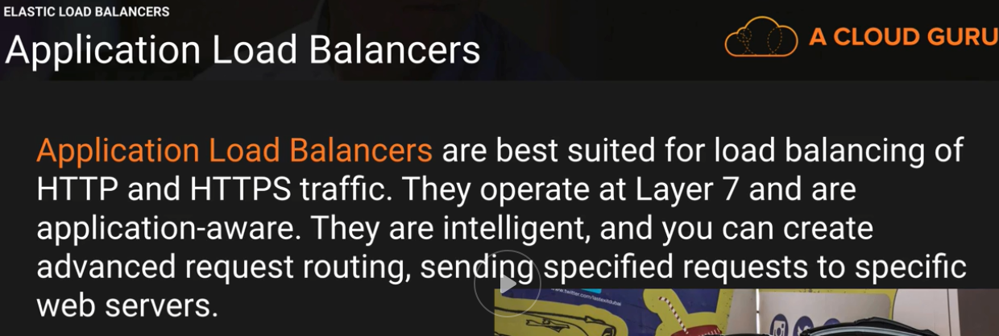 ELASTIC LOAD BALANCERS
Application Load Balancers
A CLOUD GURU
Application Load Balancers are best suited for load balancing of
HTTP and HTTPS traffic. They operate at Layer 7 and are
application-aware. They are intelligent, and you can create
advanced request routing, sending specified requests to specific
web servers.
www.twitter.com/lastexitdubai